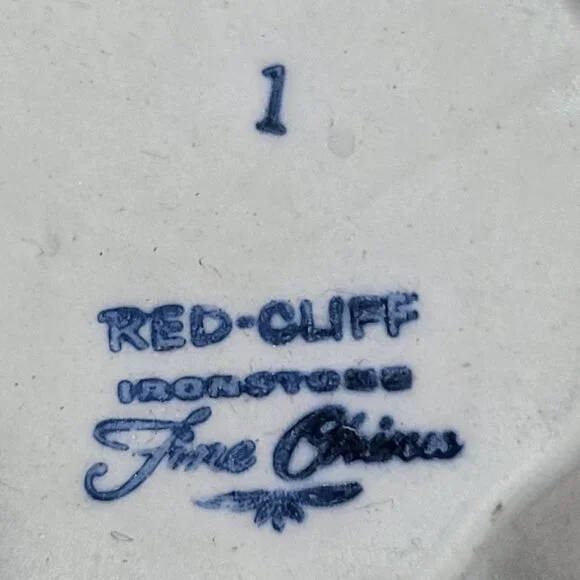 1
RED-CLIFF
IRONSTONE
Fine China